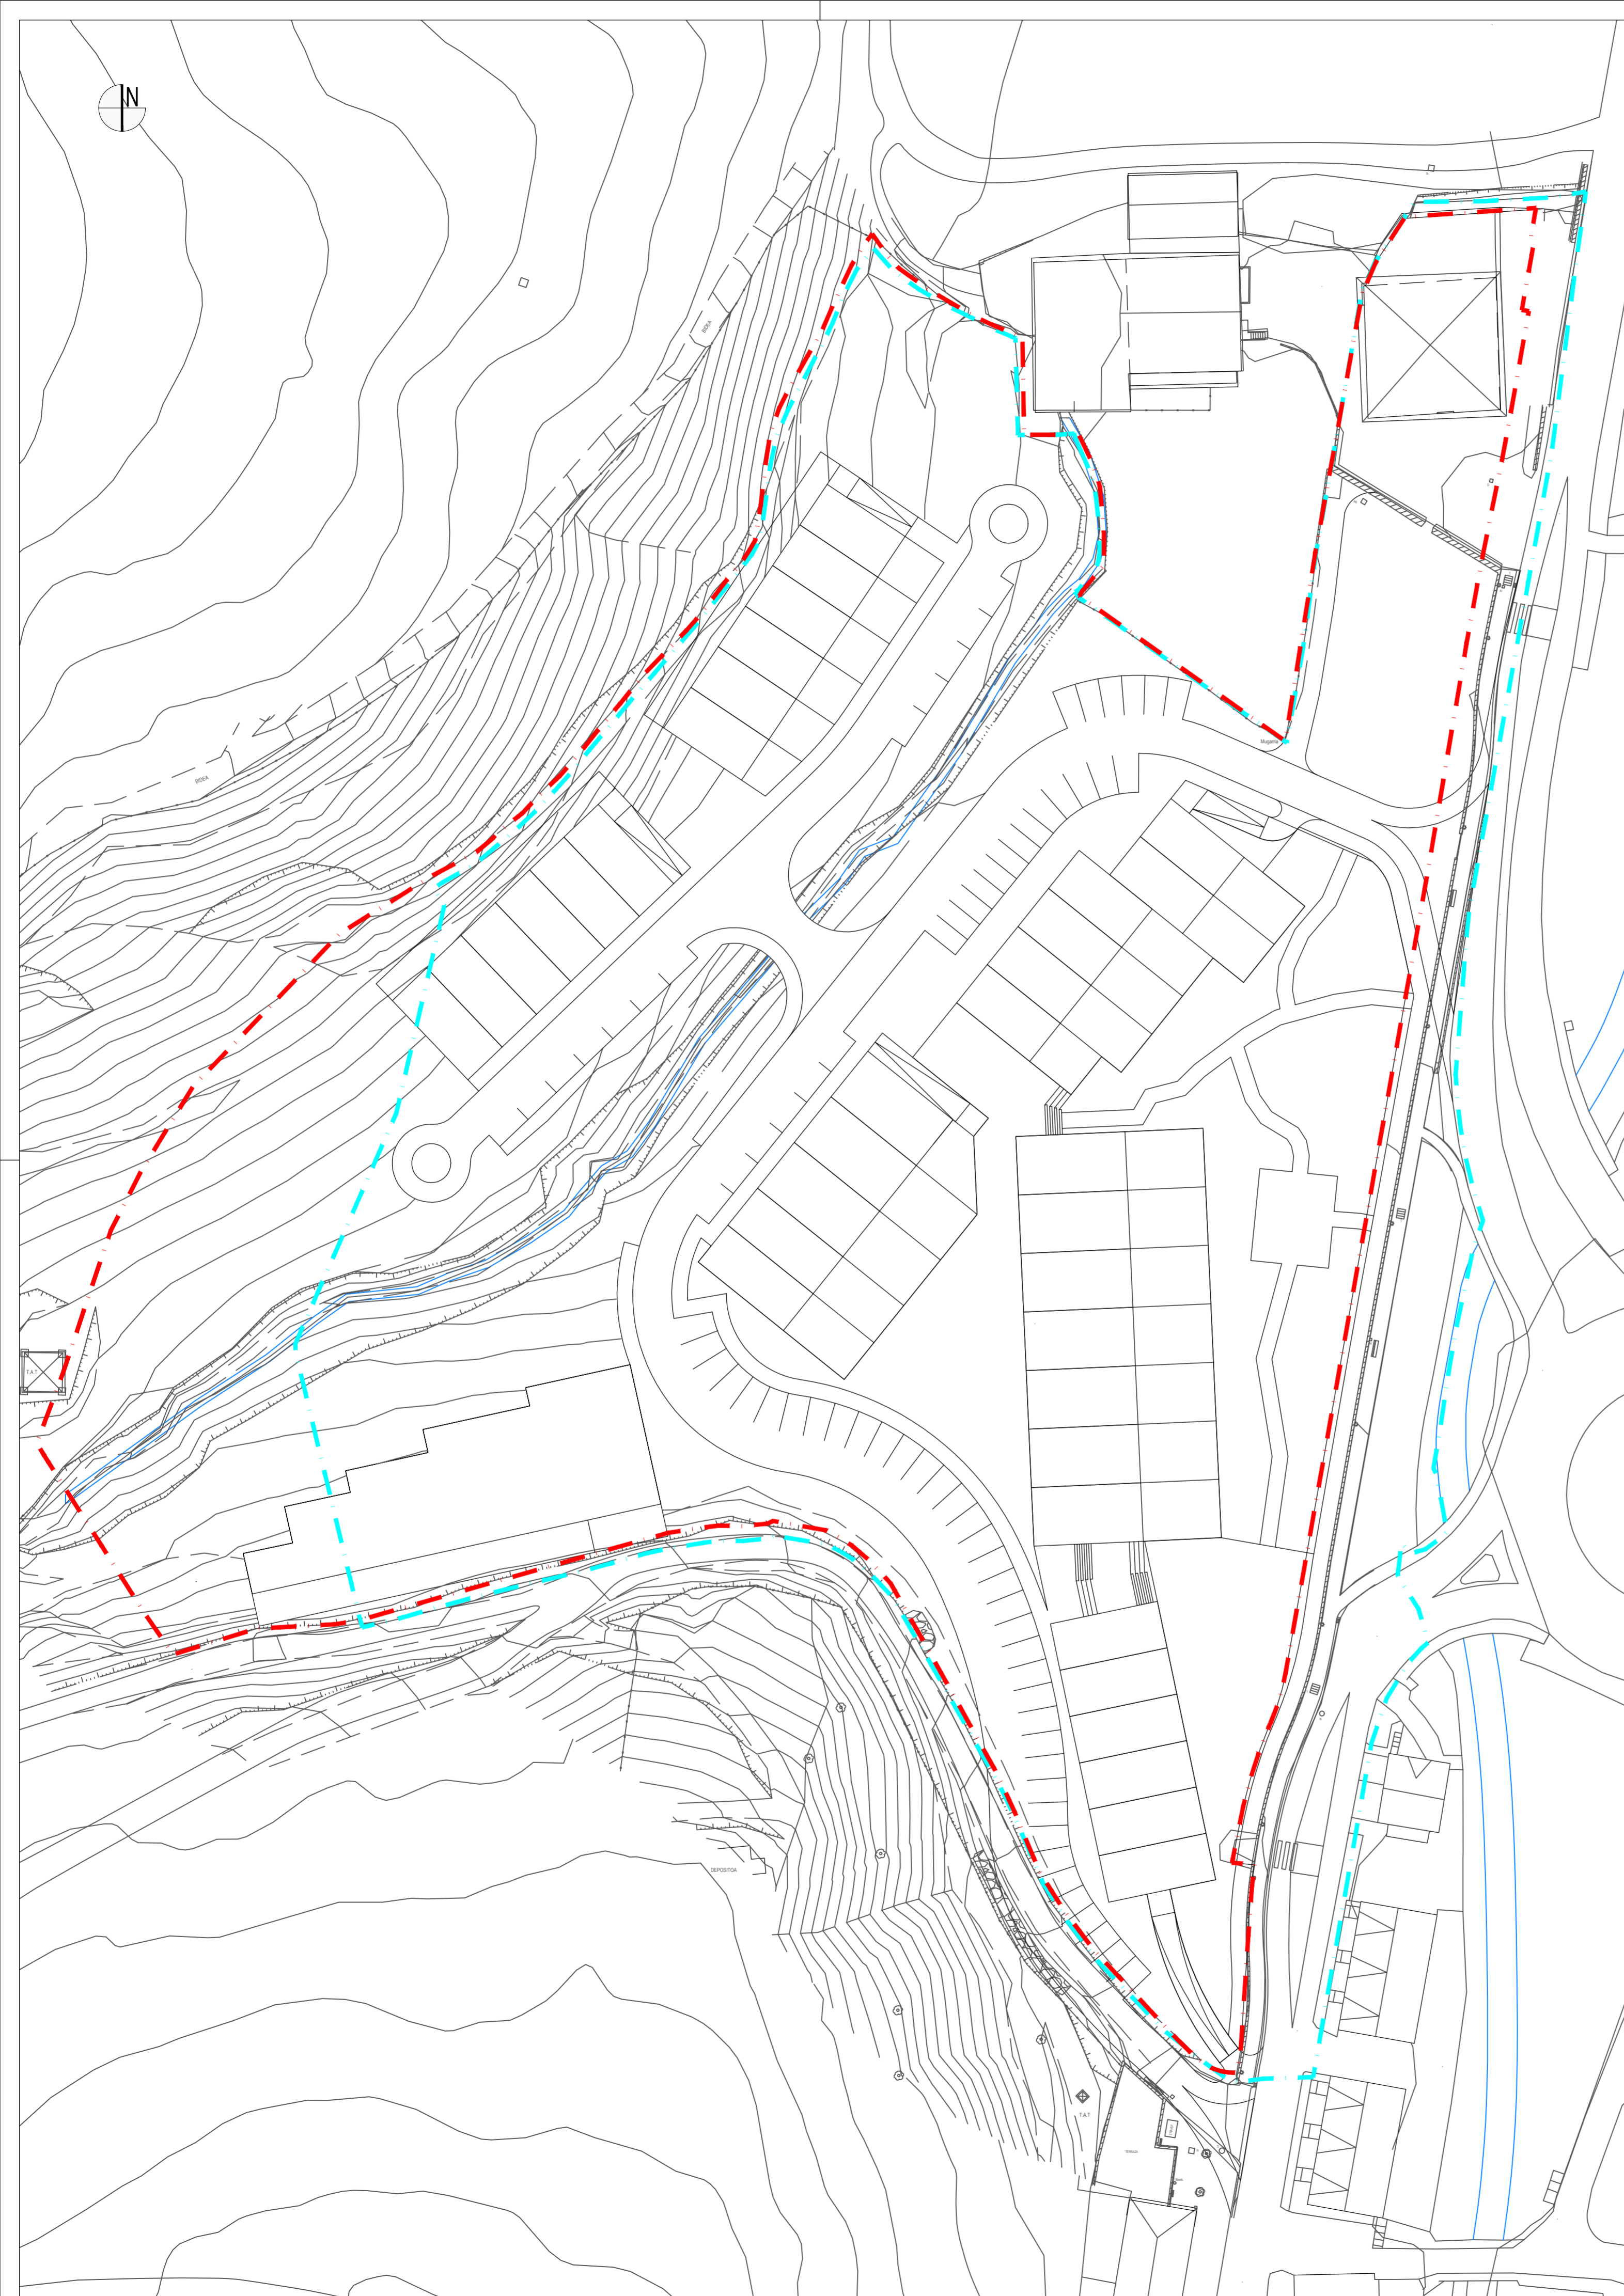 N
BIDEA
Mugarria
BIDEA
T.A.T.
DEPOSITOA
T.A.T.